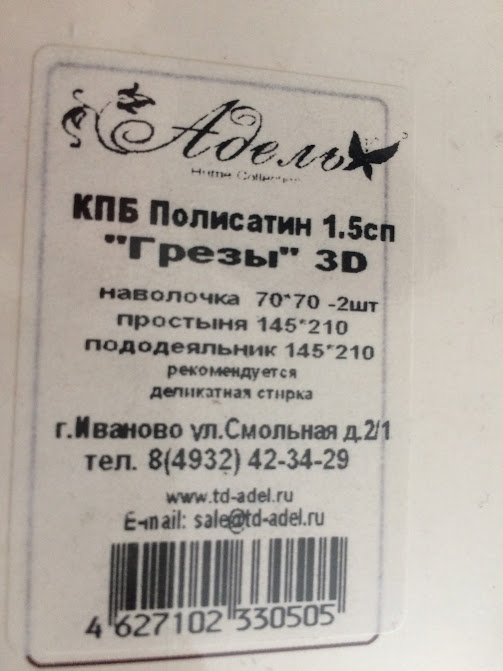 Адель
Home Collection
КПБ Полисатин 1.5сп
"Грезы" 3D
наволочка 70*70 -2шт
простыня 145*210
пододеяльник 145*210
рекомендуется
деликатная стирка
г.Иваново ул.Смольная д.2/1
тел. 8(4932) 42-34-29
www.td-adel.ru
E-mail: sale@td-adel.ru
4 627102 330505